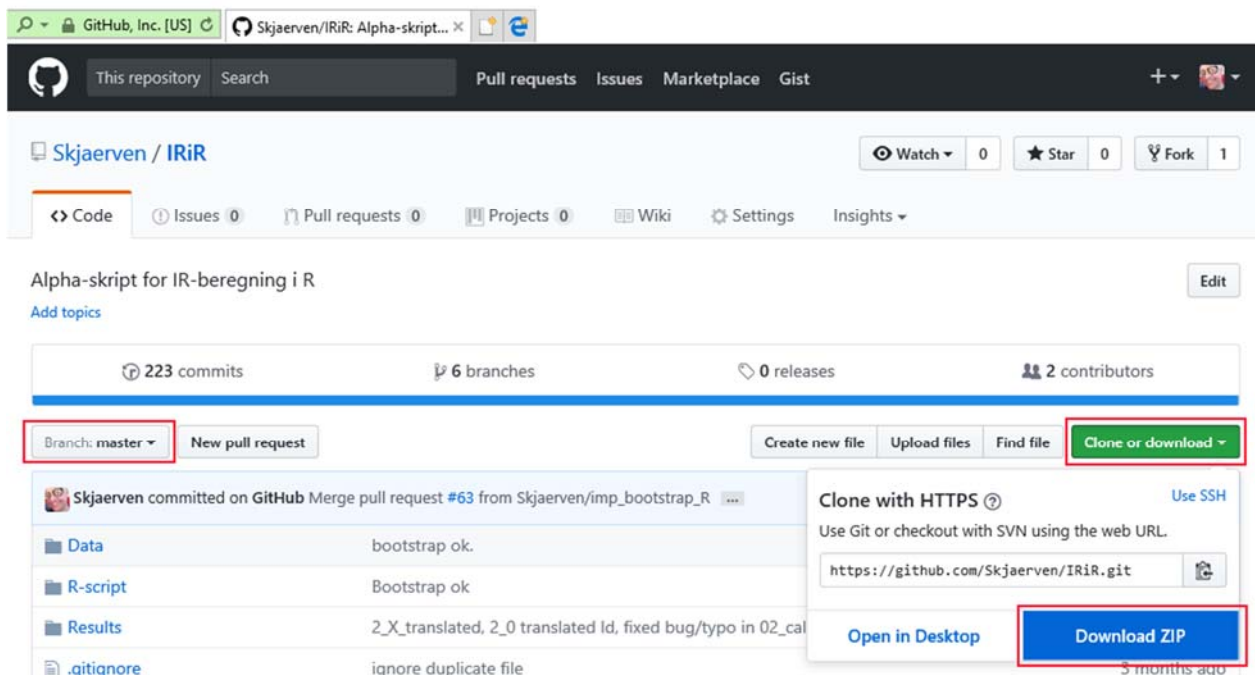 GitHub, Inc. [US]
Skjaerven/IRiR: Alpha-skript...
This repository Search Pull requests Issues Marketplace Gist
Skjaerven / IRiR
Watch 0 Star 0 Fork 1
Code Issues 0 Pull requests 0 Projects 0 Wiki Settings Insights
Alpha-skript for IR-beregning i R
Edit
Add topics
223 commits 6 branches 0 releases 2 contributors
Branch: master New pull request Create new file Upload files Find file Clone or download
Skjaerven committed on GitHub Merge pull request #63 from Skjaerven/imp_bootstrap_R ...
Clone with HTTPS ? Use SSH
Use Git or checkout with SVN using the web URL.
https://github.com/Skjaerven/IRiR.git
Open in Desktop Download ZIP
Data bootstrap ok.
R-script Bootstrap ok
Results 2_X_translated, 2_0 translated Id, fixed bug/typo in 02_cal
.gitignore ignore duplicate file 3 months ago